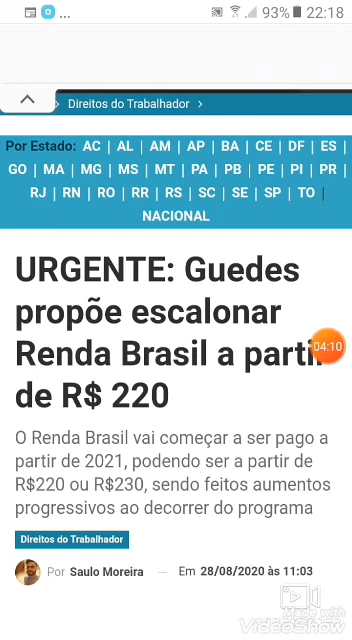 ... 93% 22:18
Direitos do Trabalhador >
Por Estado: AC | AL | AM | AP | BA | CE | DF | ES |
GO | MA | MG | MS | MT | PA | PB | PE | PI | PR |
RJ | RN | RO | RR | RS | SC | SE | SP | TO |
NACIONAL
URGENTE: Guedes
propõe escalonar
Renda Brasil a partir
04:10
de R$ 220
O Renda Brasil vai começar a ser pago a
partir de 2021, podendo ser a partir de
R$220 ou R$230, sendo feitos aumentos
progressivos ao decorrer do programa
Direitos do Trabalhador
Por Saulo Moreira — Em 28/08/2020 às 11:03
Made with
VideoShow